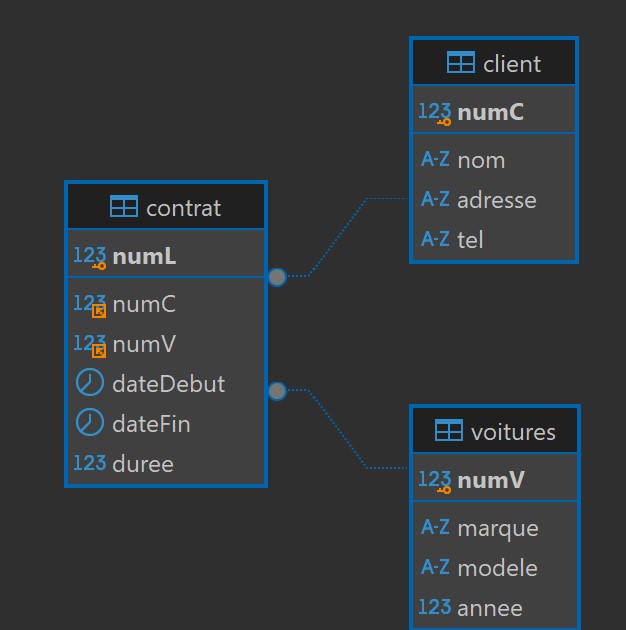 client
123 numC
A-Z nom
A-Z adresse
A-Z tel
contrat
123 numL
123 numC
123 numV
dateDebut
dateFin
123 duree
voitures
123 numV
A-Z marque
A-Z modele
123 annee